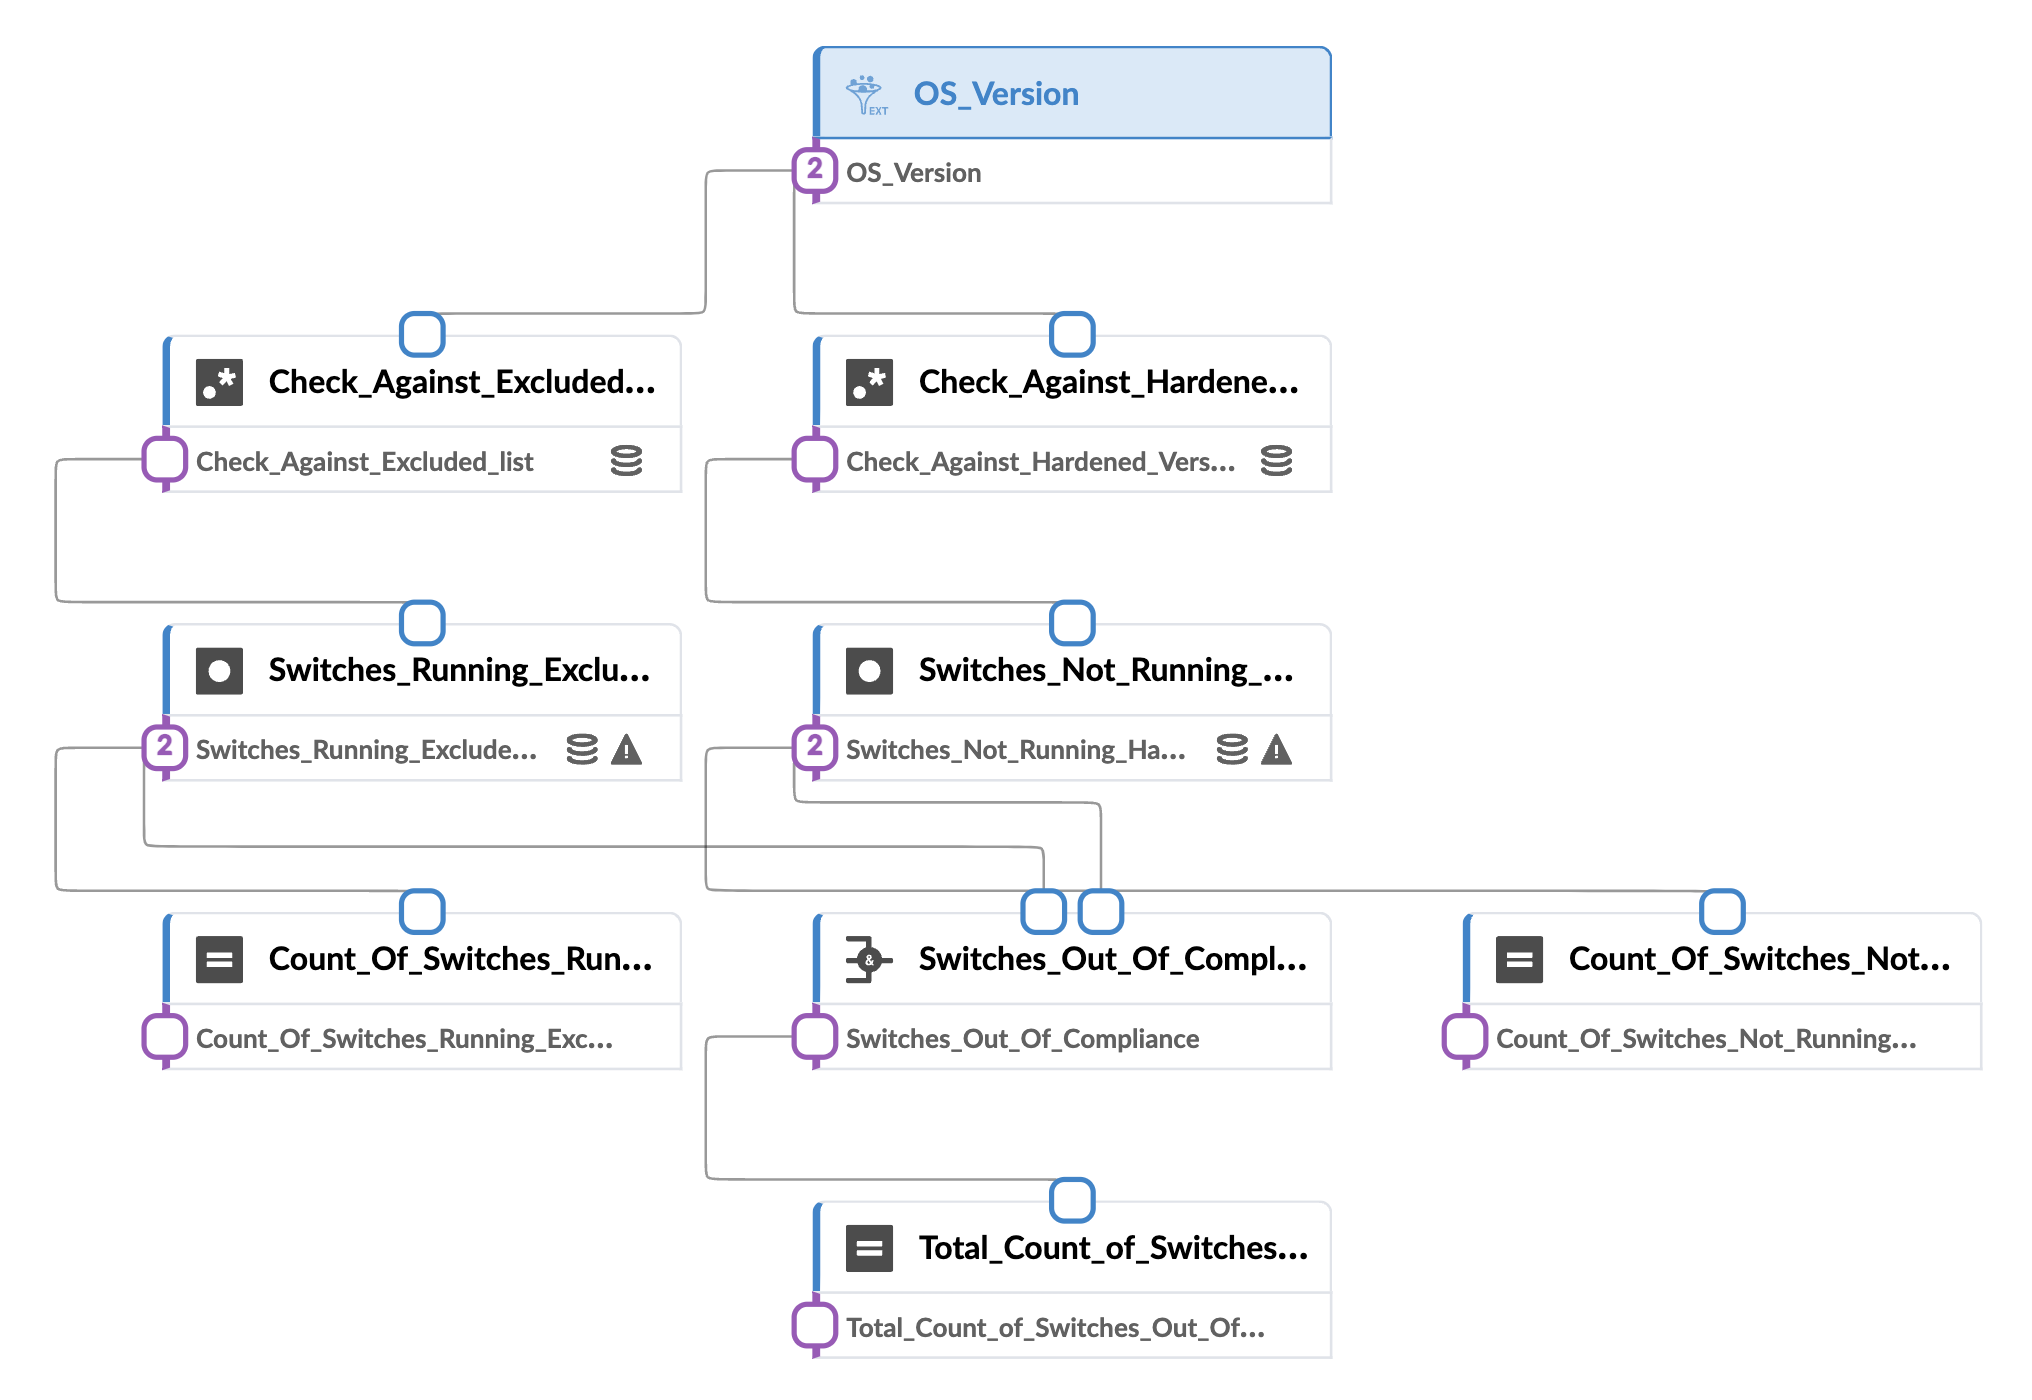 EXT
OS_Version
2
OS_Version
Check_Against_Excluded...
Check_Against_Hardene...
Check_Against_Excluded_list
Check_Against_Hardened_Vers...
Switches_Running_Exclu...
Switches_Not_Running_...
2
Switches_Running_Exclude...
2
Switches_Not_Running_Ha...
Count_Of_Switches_Run...
&
Switches_Out_Of_Compl...
Count_Of_Switches_Not...
Count_Of_Switches_Running_Exc...
Switches_Out_Of_Compliance
Count_Of_Switches_Not_Running...
Total_Count_of_Switches...
Total_Count_of_Switches_Out_Of...